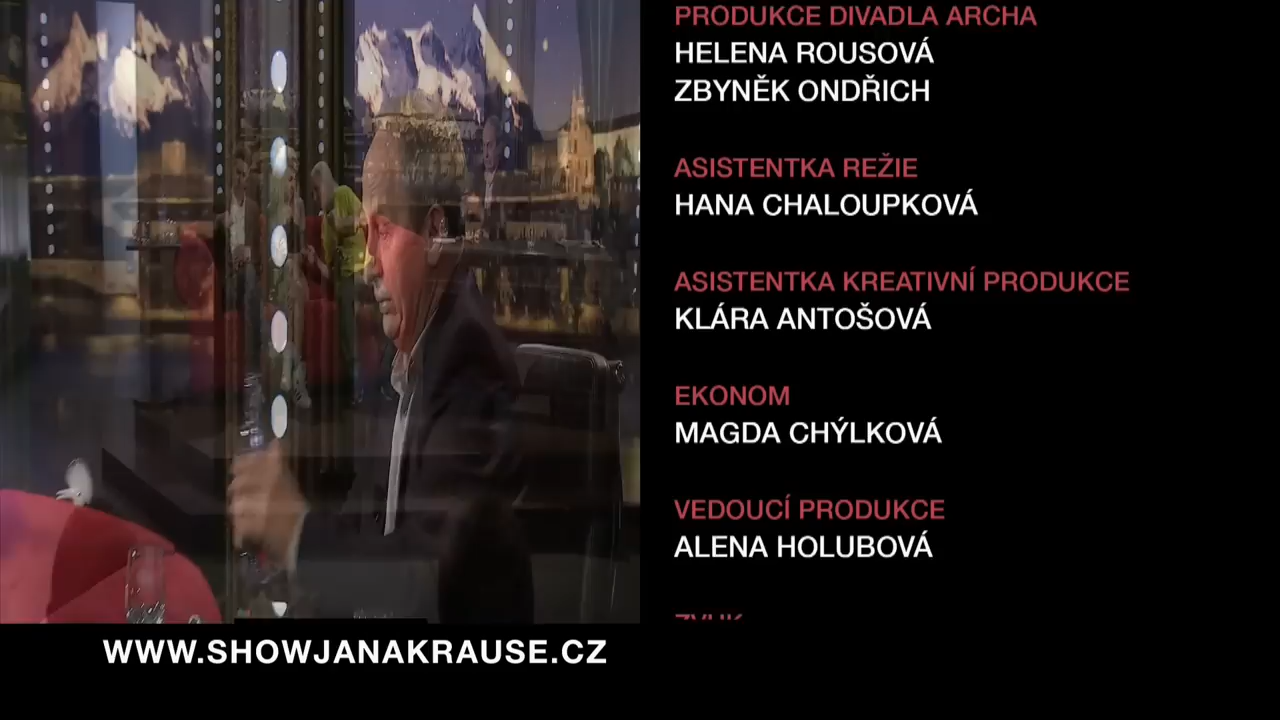 PRODUKCE DIVADLA ARCHA
HELENA ROUSOVÁ
ZBYNĚK ONDŘICH
ASISTENTKA REŽIE
HANA CHALOUPKOVÁ
ASISTENTKA KREATIVNÍ PRODUKCE
KLÁRA ANTOŠOVÁ
EKONOM
MAGDA CHÝLKOVÁ
VEDOUCÍ PRODUKCE
ALENA HOLUBOVÁ
WWW.SHOWJANAKRAUSE.CZ